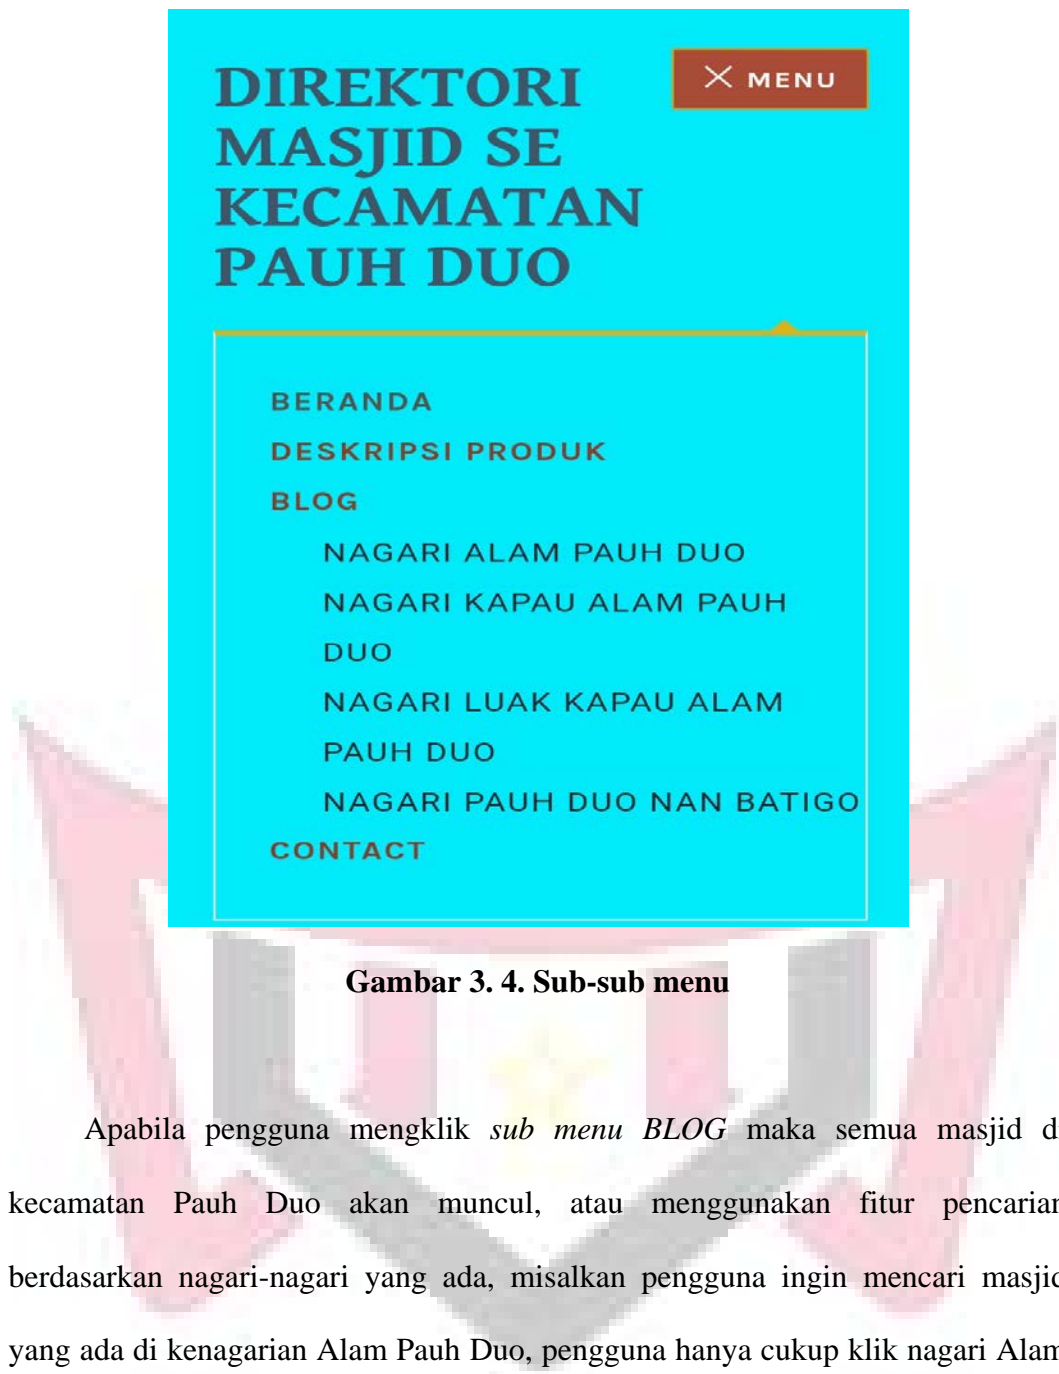 DIREKTORI
MASJID SE
KECAMATAN
PAUH DUO
MENU
BERANDA
DESKRIPSI PRODUK
BLOG
NAGARI ALAM PAUH DUO
NAGARI KAPAU ALAM PAUH
DUO
NAGARI LUAK KAPAU ALAM
PAUH DUO
NAGARI PAUH DUO NAN BATIGO
CONTACT
Gambar 3. 4. Sub-sub menu
Apabila pengguna mengklik sub menu BLOG maka semua masjid di
kecamatan Pauh Duo akan muncul, atau menggunakan fitur pencarian
berdasarkan nagari-nagari yang ada, misalkan pengguna ingin mencari masjid
yang ada di kenagarian Alam Pauh Duo, pengguna hanya cukup klik nagari Alam